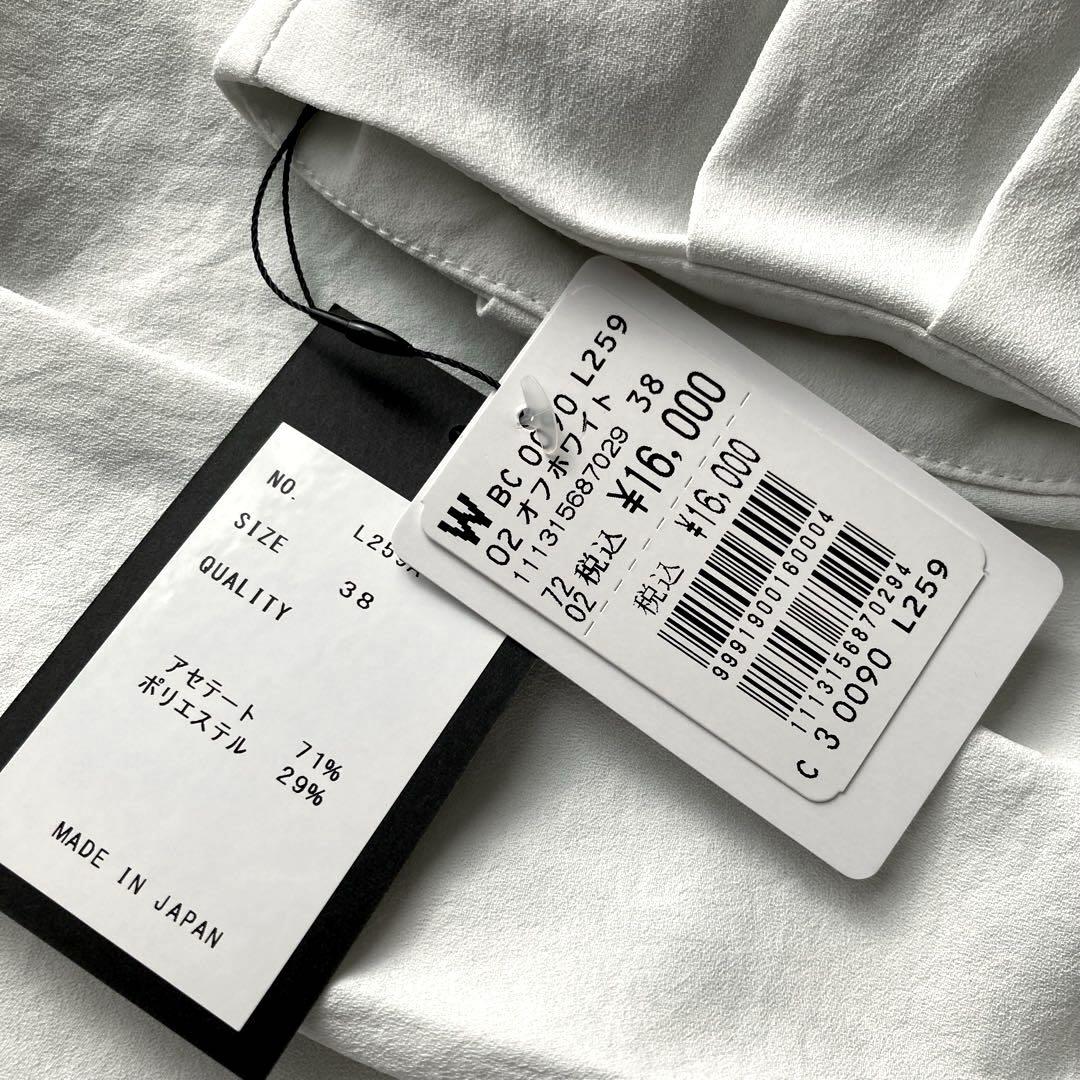 NO. L259A
SIZE 38
QUALITY
アセテート 71%
ポリエステル 29%
MADE IN JAPAN
W BC 0090 L259
02 オフホワイト 38
111315687029
72
02 税込 ¥16,000
税込 ¥16,000
9991900160004
1113156870294
C 3 0090 L259